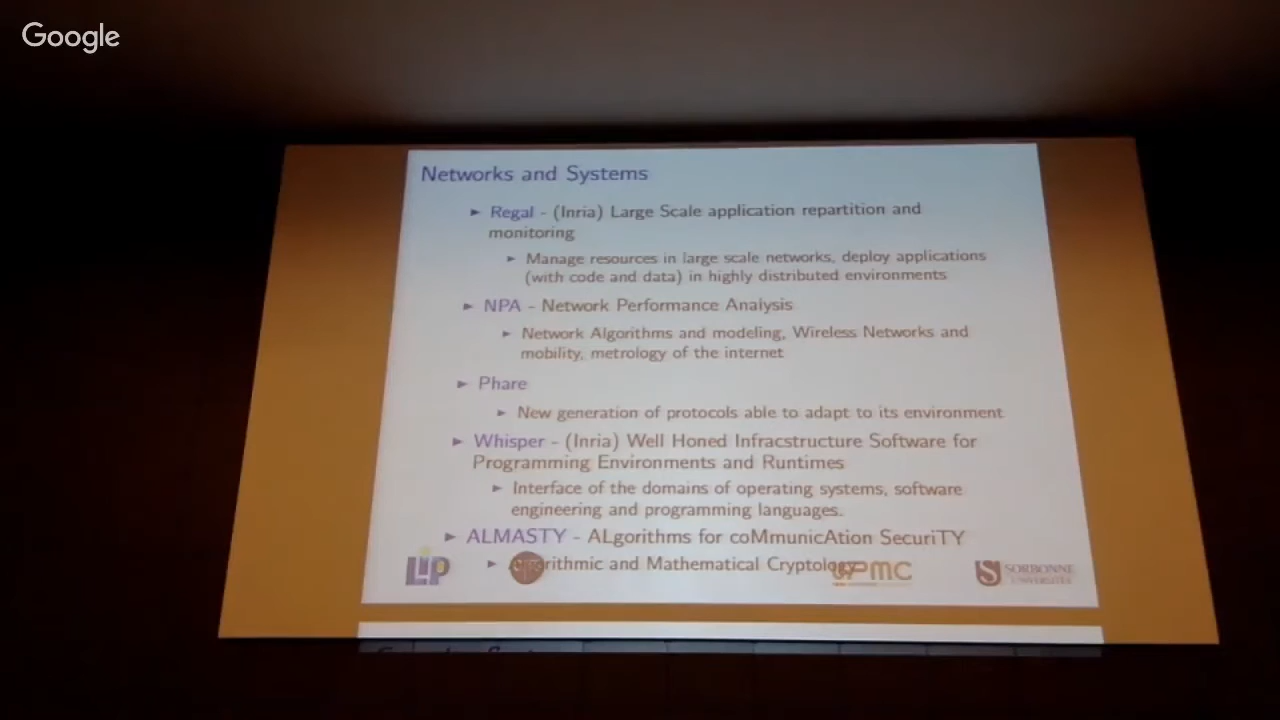 Google
Networks and Systems
► Regal - (Inria) Large Scale application repartition and
monitoring
► Manage resources in large scale networks, deploy applications
(with code and data) in highly distributed environments
► NPA - Network Performance Analysis
► Network Algorithms and modeling, Wireless Networks and
mobility, metrology of the internet
► Phare
► New generation of protocols able to adapt to its environment
► Whisper - (Inria) Well Honed Infracstructure Software for
Programming Environments and Runtimes
► Interface of the domains of operating systems, software
engineering and programming languages.
► ALMASTY - ALgorithms for coMmunicAtion SecuriTY
► Algorithmic and Mathematical Cryptology
LIP
UPMC
SORBONNE
UNIVERSITÉS